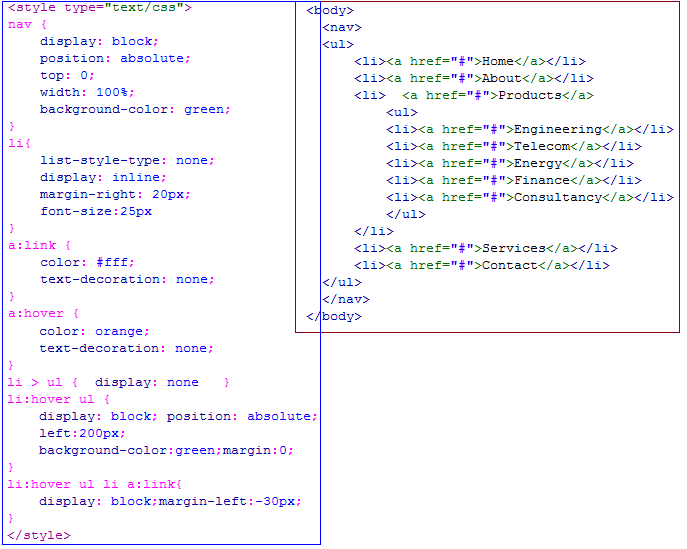 <style type="text/css">
nav {
    display: block;
    position: absolute;
    top: 0;
    width: 100%;
    background-color: green;
}
li{
    list-style-type: none;
    display: inline;
    margin-right: 20px;
    font-size:25px
}
a:link {
    color: #fff;
    text-decoration: none;
}
a:hover {
    color: orange;
    text-decoration: none;
}
li > ul {  display: none   }
li:hover ul {
    display: block; position: absolute;
    left:200px;
    background-color:green;margin:0;
}
li:hover ul li a:link{
    display: block;margin-left:-30px;
}
</style>
<body>
  <nav>
  <ul>
      <li><a href="#">Home</a></li>
      <li><a href="#">About</a></li>
      <li>  <a href="#">Products</a>
          <ul>
          <li><a href="#">Engineering</a></li>
          <li><a href="#">Telecom</a></li>
          <li><a href="#">Energy</a></li>
          <li><a href="#">Finance</a></li>
          <li><a href="#">Consultancy</a></li>
          </ul>
      </li>
      <li><a href="#">Services</a></li>
      <li><a href="#">Contact</a></li>
  </ul>
  </nav>
</body>